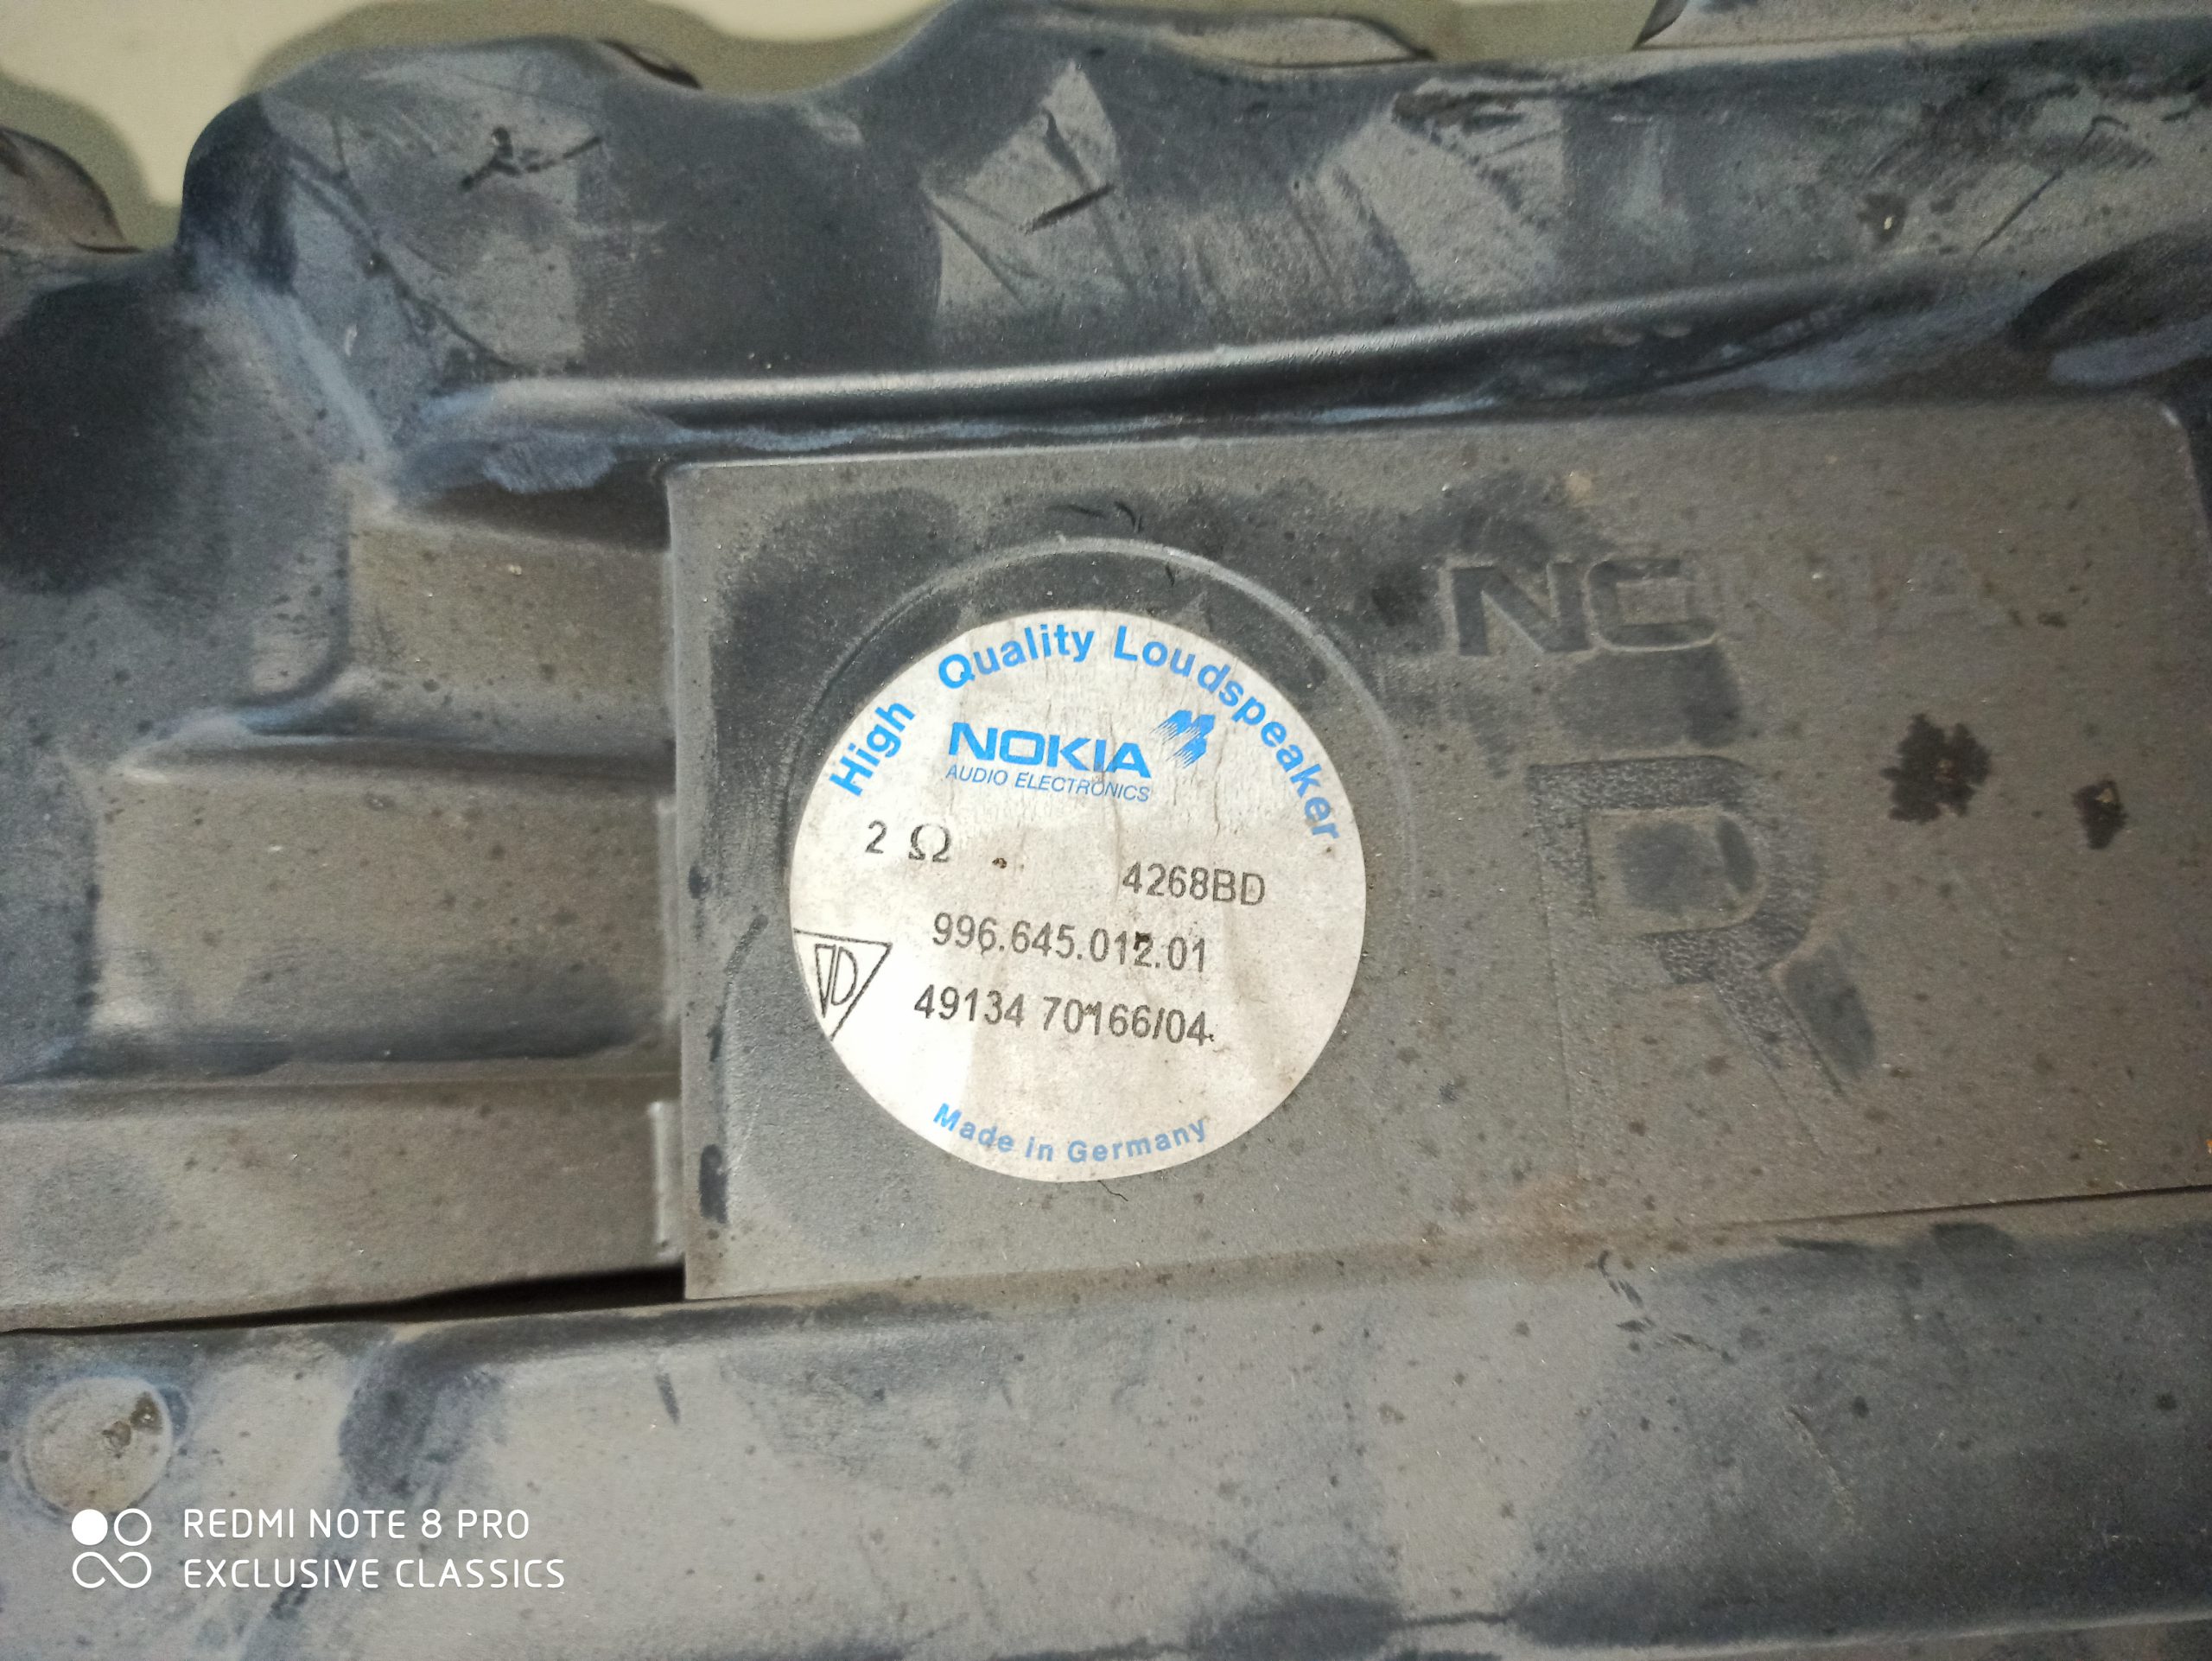 High Quality Loudspeaker
NOKIA
AUDIO ELECTRONICS
2 Ω
4268BD
996.645.012.01
49134 70166/04
Made in Germany
NOKIA
R
REDMI NOTE 8 PRO
EXCLUSIVE CLASSICS